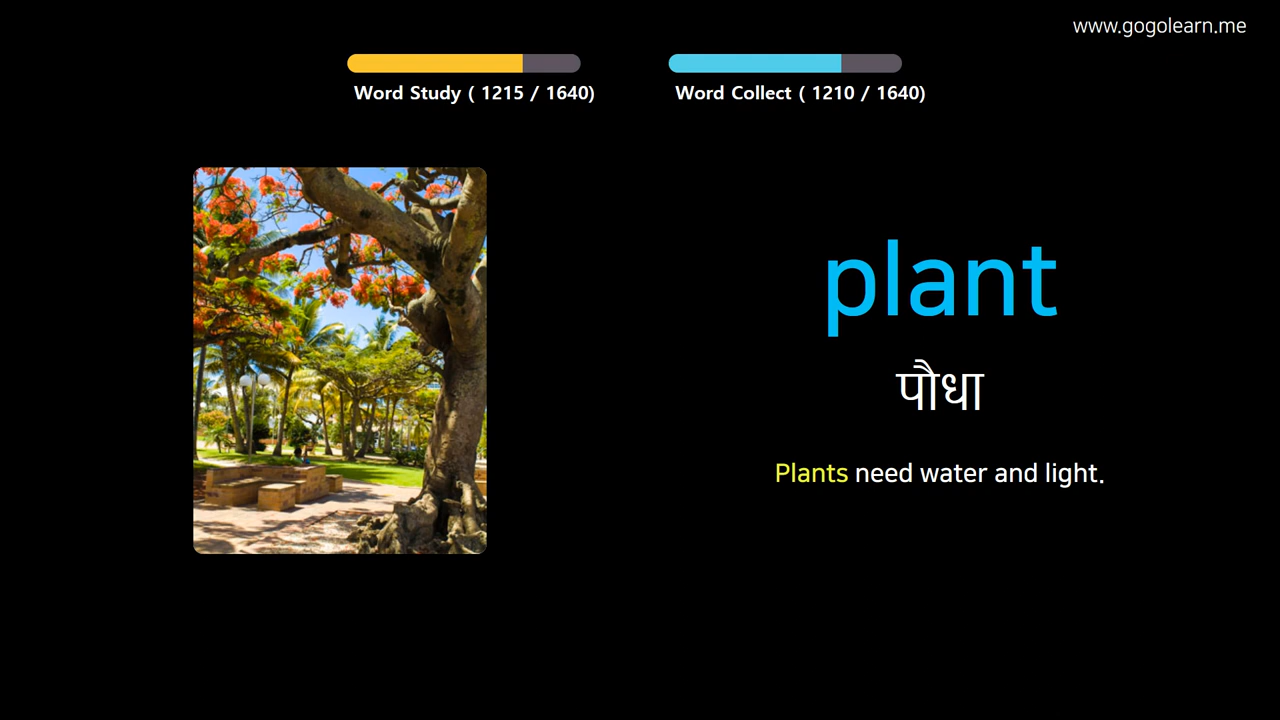 www.gogolearn.me
Word Study ( 1215 / 1640)
Word Collect ( 1210 / 1640)
plant
पौधा
Plants need water and light.